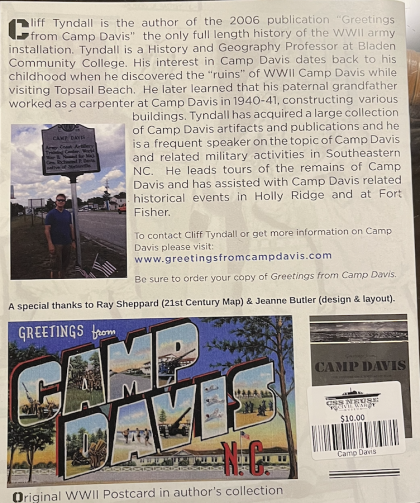 Cliff Tyndall is the author of the 2006 publication "Greetings
from Camp Davis" the only full length history of the WWII army
installation. Tyndall is a History and Geography Professor at Bladen
Community College. His interest in Camp Davis dates back to his
childhood when he discovered the "ruins" of WWII Camp Davis while
visiting Topsail Beach. He later learned that his paternal grandfather
worked as a carpenter at Camp Davis in 1940-41, constructing various
buildings. Tyndall has acquired a large collection
of Camp Davis artifacts and publications and he
is a frequent speaker on the topic of Camp Davis
and related military activities in Southeastern
NC. He leads tours of the remains of Camp
Davis and has assisted with Camp Davis related
historical events in Holly Ridge and at Fort
Fisher.
CAMP DAVIS
To contact Cliff Tyndall or get more information on Camp
Davis please visit:
www.greetingsfromcampdavis.com
Be sure to order your copy of Greetings from Camp Davis.
A special thanks to Ray Sheppard (21st Century Map) & Jeanne Butler (design & layout).
GREETINGS from
CAMP
DAVIS
N.C.
CAMP DAVIS
CSS NEUSE
CIVIL WAR
$10.00
Camp Davis
Original WWII Postcard in author's collection